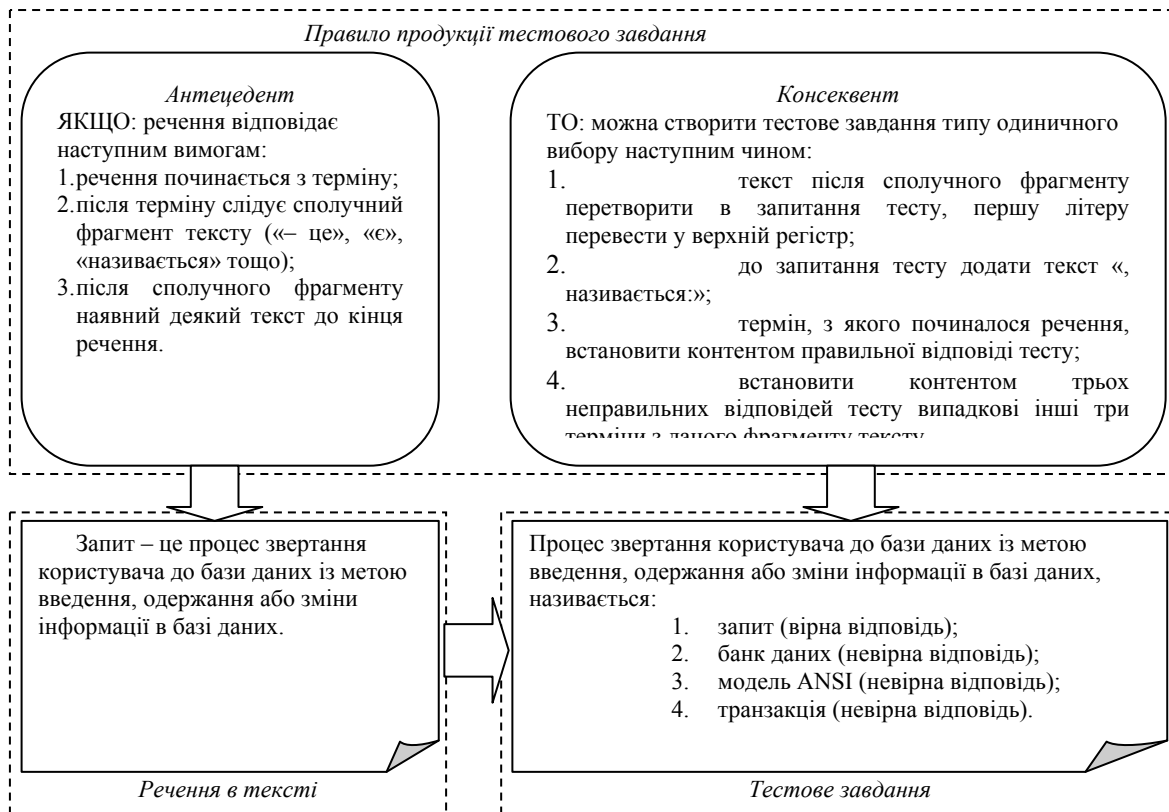 Правило продукції тестового завдання
Антецедент
ЯКЩО: речення відповідає
наступним вимогам:
1.речення починається з терміну;
2.після терміну слідує сполучний
фрагмент тексту («– це», «є»,
«називається» тощо);
3.після сполучного фрагменту
наявний деякий текст до кінця
речення.
Консеквент
ТО: можна створити тестове завдання типу одиничного
вибору наступним чином:
1. текст після сполучного фрагменту
перетворити в запитання тесту, першу літеру
перевести у верхній регістр;
2. до запитання тесту додати текст «,
називається:»;
3. термін, з якого починалося речення,
встановити контентом правильної відповіді тесту;
4. встановити контентом трьох
неправильних відповідей тесту випадкові інші три
терміни з даного фрагменту тексту
Запит – це процес звертання
користувача до бази даних із метою
введення, одержання або зміни
інформації в базі даних.
Речення в тексті
Процес звертання користувача до бази даних із метою
введення, одержання або зміни інформації в базі даних,
називається:
1. запит (вірна відповідь);
2. банк даних (невірна відповідь);
3. модель ANSI (невірна відповідь);
4. транзакція (невірна відповідь).
Тестове завдання